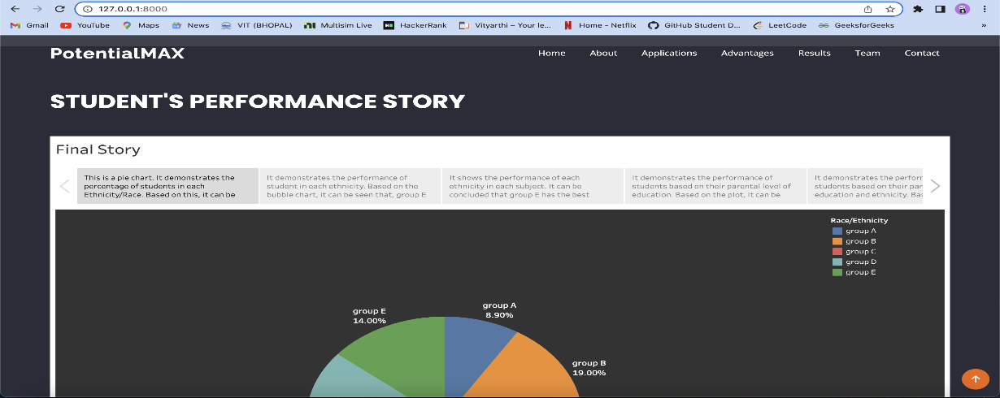 127.0.0.1:8000
Gmail YouTube Maps News VIT (BHOPAL) Multisim Live HackerRank Vityarthi – Your le... Home - Netflix GitHub Student D... LeetCode GeeksforGeeks »
PotentialMAX Home About Applications Advantages Results Team Contact
STUDENT'S PERFORMANCE STORY
Final Story
This is a pie chart. It demonstrates the
percentage of students in each
Ethnicity/Race. Based on this, it can be
It demonstrates the performance of
student in each ethnicity. Based on the
bubble chart, it can be seen that, group E
It shows the performance of each
ethnicity in each subject. It can be
concluded that group E has the best
It demonstrates the performance of
students based on their parental level of
education. Based on the plot, it can be
It demonstrates the perfor
students based on their par
education and ethnicity. Bas
Race/Ethnicity
group A
group B
group C
group D
group E
group E
14.00%
group A
8.90%
group B
19.00%